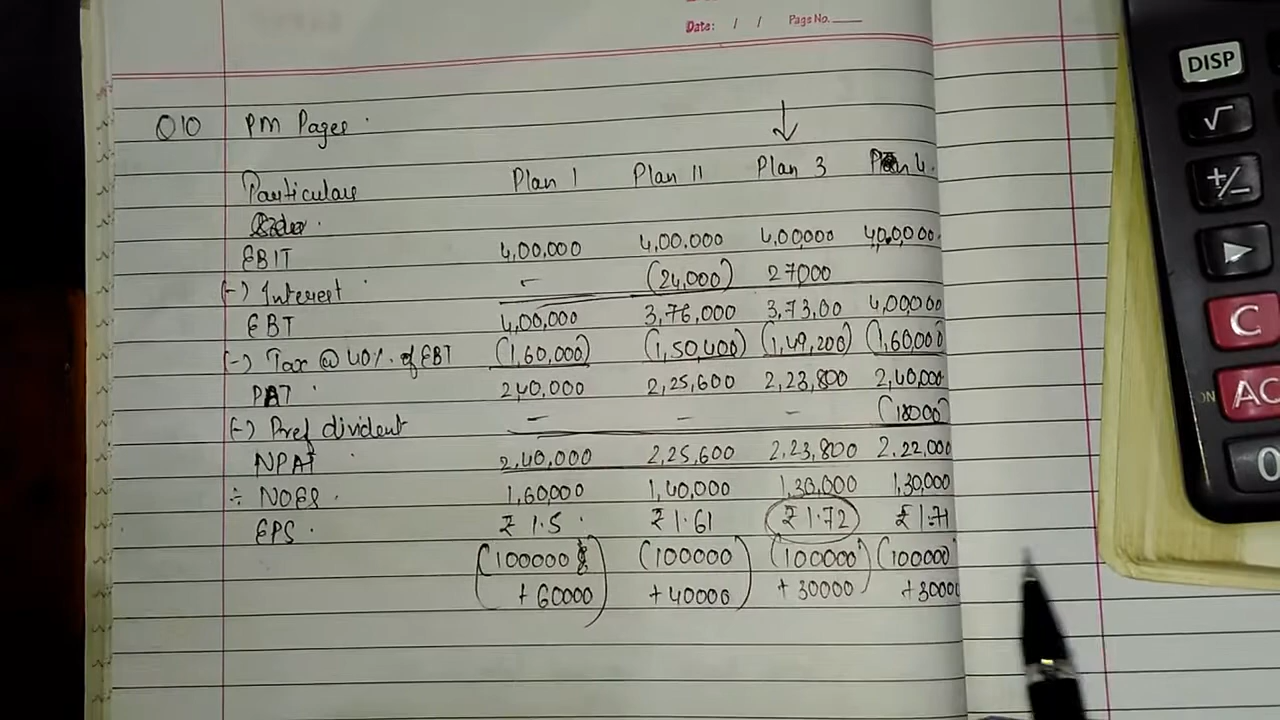 Date: / / Page No.
DISP
Q10 PM Pages.
√
Particulars Plan 1 Plan 11 Plan 3 Plan 4.
+/-
EBIT 4,00,000 4,00,000 4,00000 40,0,000
▶
(-) Interest - (24,000) 27000
EBT 4,00,000 3,76,000 3,73,00 4,00000
C
(-) Tax @ 40%. of EBT (1,60,000) (1,50,400) (1,49,200) (1,60,000)
PAT 240,000 2,25,600 2,23,800 2,40,000
ON AC
(-) Pref divident - - - (18000)
NPAT 2,40,000 2,25,600 2,23,800 2.22,000
0
÷ NOES. 1,60000 1,40,000 1,30,000 1,30,000
EPS. ₹ 1.5 ₹ 1.61 ₹ 1.72 ₹ 1.71
(100000 (100000 (100000 (100000
+ 60000) + 40000) + 30000) + 30000